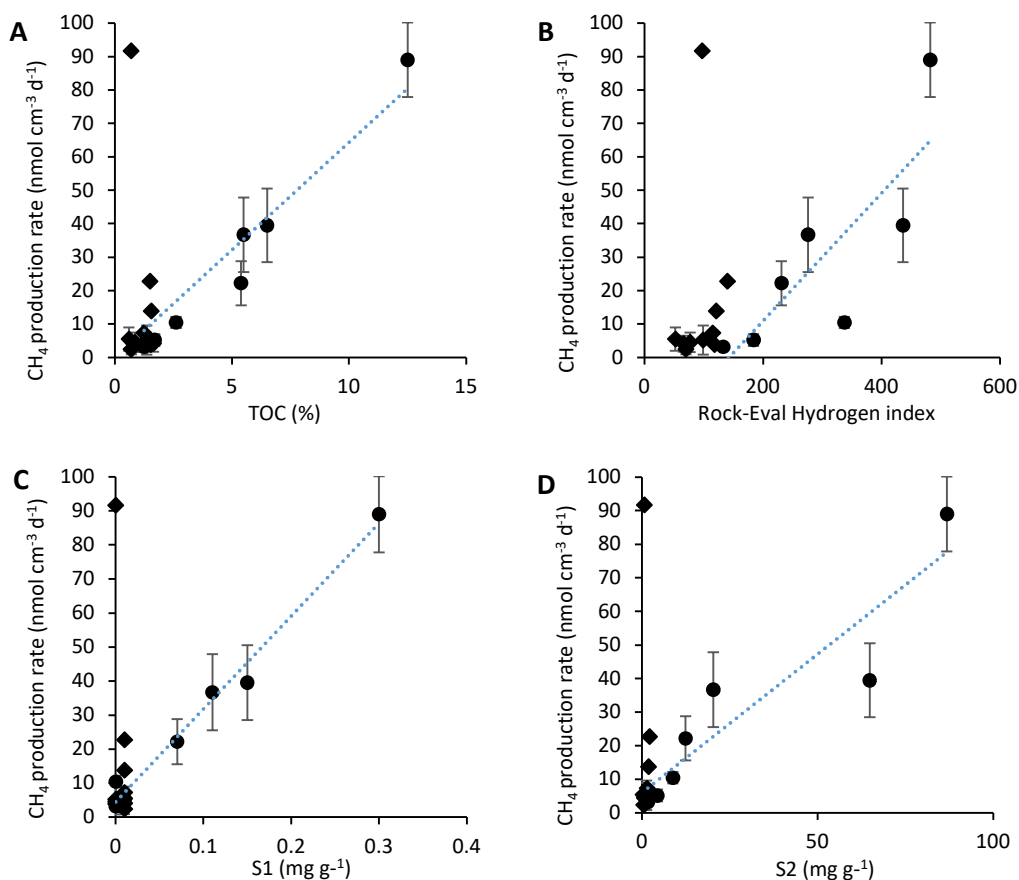 A
CH4 production rate (nmol cm-3 d-1)
100
90
80
70
60
50
40
30
20
10
0
0 5 10 15
TOC (%)
B
CH4 production rate (nmol cm-3 d-1)
100
90
80
70
60
50
40
30
20
10
0
0 200 400 600
Rock-Eval Hydrogen index
C
CH4 production rate (nmol cm-3 d-1)
100
90
80
70
60
50
40
30
20
10
0
0 0.1 0.2 0.3 0.4
S1 (mg g-1)
D
CH4 production rate (nmol cm-3 d-1)
100
90
80
70
60
50
40
30
20
10
0
0 50 100
S2 (mg g-1)